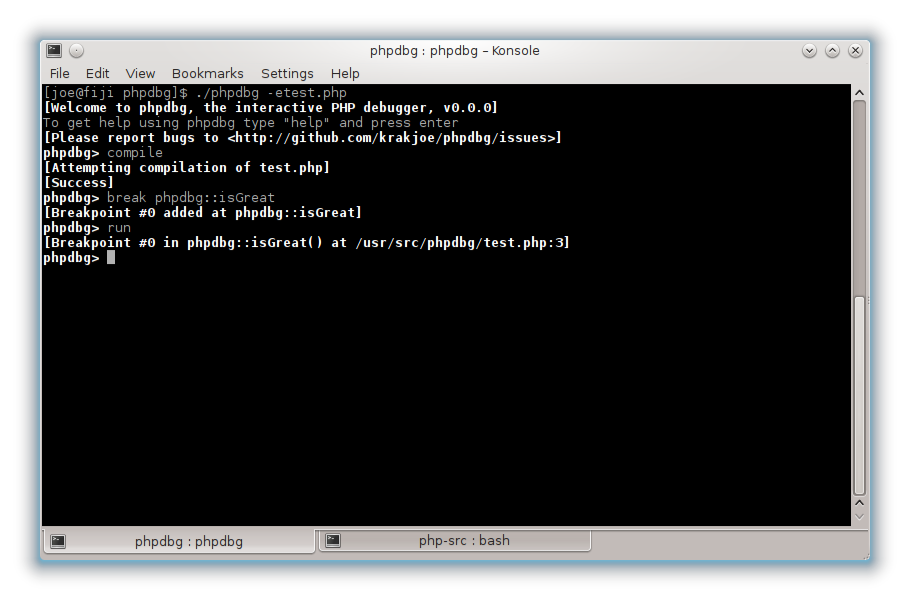 phpdbg : phpdbg – Konsole
File Edit View Bookmarks Settings Help
[joe@fiji phpdbg]$ ./phpdbg -etest.php
[Welcome to phpdbg, the interactive PHP debugger, v0.0.0]
To get help using phpdbg type "help" and press enter
[Please report bugs to <http://github.com/krakjoe/phpdbg/issues>]
phpdbg> compile
[Attempting compilation of test.php]
[Success]
phpdbg> break phpdbg::isGreat
[Breakpoint #0 added at phpdbg::isGreat]
phpdbg> run
[Breakpoint #0 in phpdbg::isGreat() at /usr/src/phpdbg/test.php:3]
phpdbg>
phpdbg : phpdbg php-src : bash